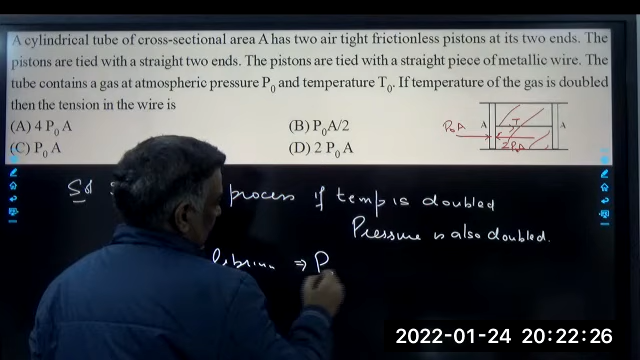 A cylindrical tube of cross-sectional area A has two air tight frictionless pistons at its two ends. The
pistons are tied with a straight two ends. The pistons are tied with a straight piece of metallic wire. The
tube contains a gas at atmospheric pressure P₀ and temperature T₀. If temperature of the gas is doubled
then the tension in the wire is
(A) 4 P₀ A
(B) P₀A/2
(C) P₀ A
(D) 2 P₀ A
P₀A A T A
2P₀A
Sol process if temp is doubled
Pressure is also doubled.
⇒ P
2022-01-24 20:22:26